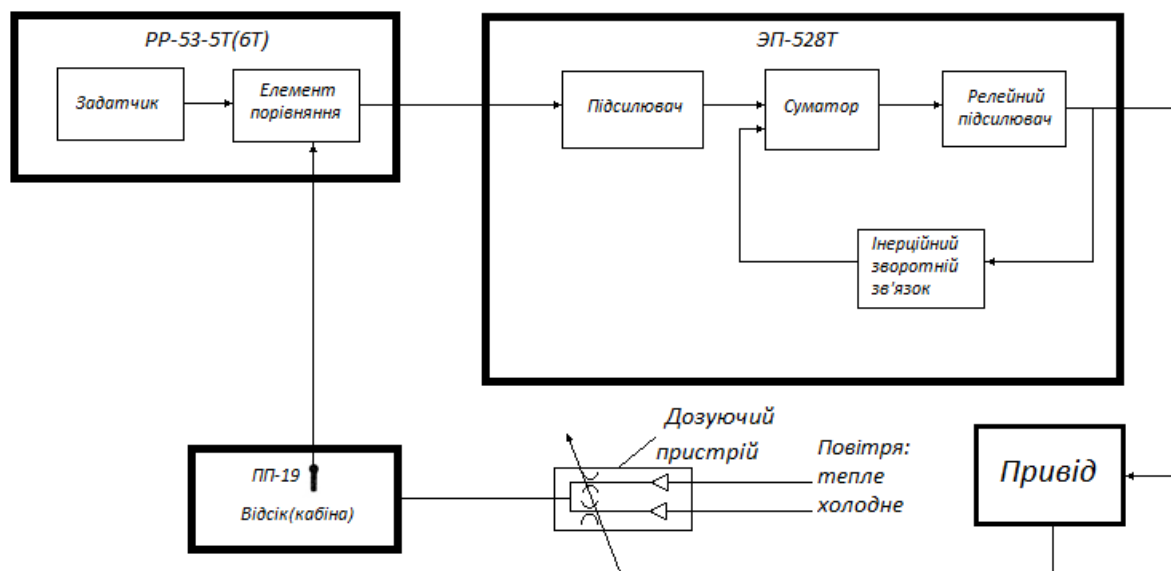 РР-53-5Т(6Т)
Задатчик
Елемент
порівняння
ЭП-528Т
Підсилювач
Суматор
Релейний
підсилювач
Інерційний
зворотній
зв'язок
ПП-19
Відсік(кабіна)
Дозуючий
пристрій
Повітря:
тепле
холодне
Привід